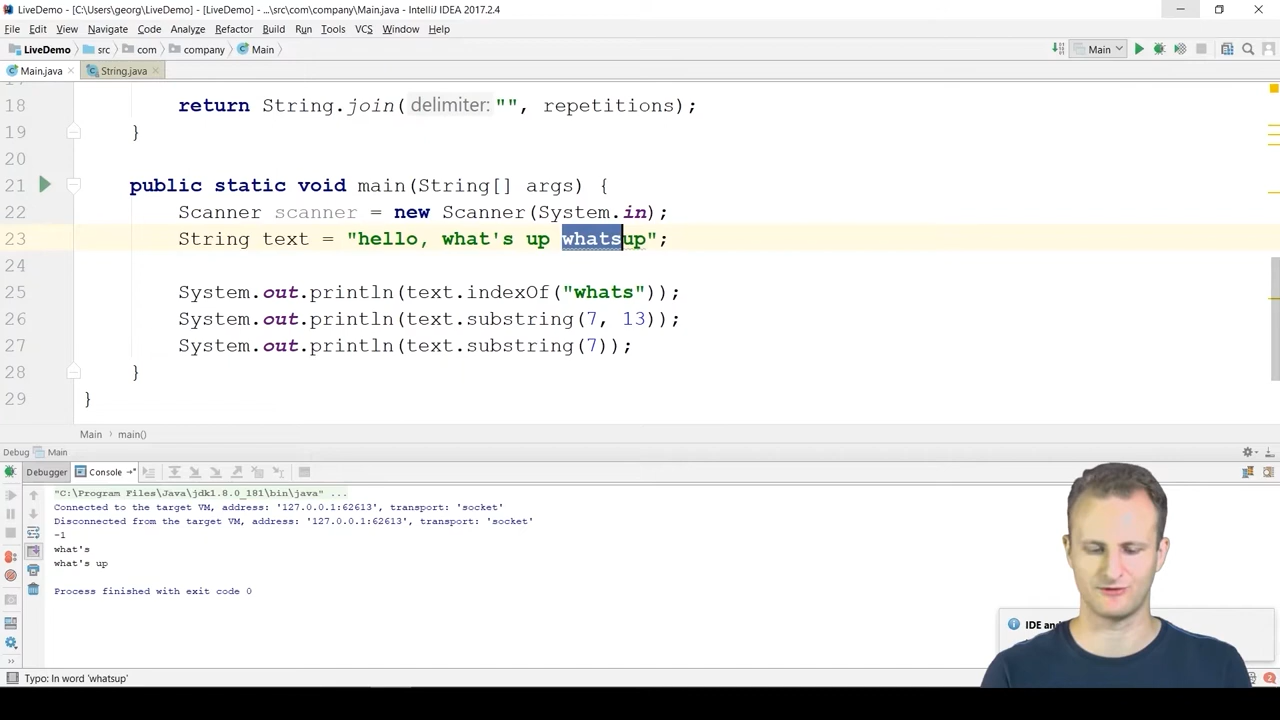 LiveDemo - [C:\Users\georg\LiveDemo] - [LiveDemo] - ...\src\com\company\Main.java - IntelliJ IDEA 2017.2.4
File Edit View Navigate Code Analyze Refactor Build Run Tools VCS Window Help
LiveDemo src com company Main Main
Main.java String.java
18 return String.join( delimiter: "", repetitions);
19 }
20
21 public static void main(String[] args) {
22 Scanner scanner = new Scanner(System.in);
23 String text = "hello, what's up whatsup";
24
25 System.out.println(text.indexOf("whats"));
26 System.out.println(text.substring(7, 13));
27 System.out.println(text.substring(7));
28 }
29 }
Main main()
Debug Main
Debugger Console
"C:\Program Files\Java\jdk1.8.0_181\bin\java" ...
Connected to the target VM, address: '127.0.0.1:62613', transport: 'socket'
Disconnected from the target VM, address: '127.0.0.1:62613', transport: 'socket'
-1
what's
what's up
Process finished with exit code 0
IDE and
Typo: In word 'whatsup' 2